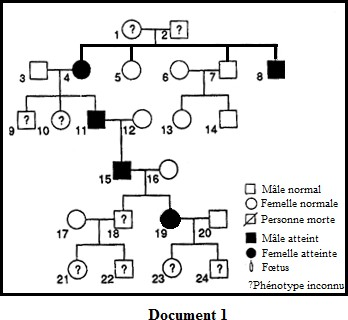 1 ? 2 ?
3 4 5 6 7 8
? ? 
9 10 11 12 13 14
15 16
17 ? 18 19 20
? ? ? ?
21 22 23 24
Mâle normal
Femelle normale
Personne morte
Mâle atteint
Femelle atteinte
Fœtus
?Phénotype inconnu
Document 1